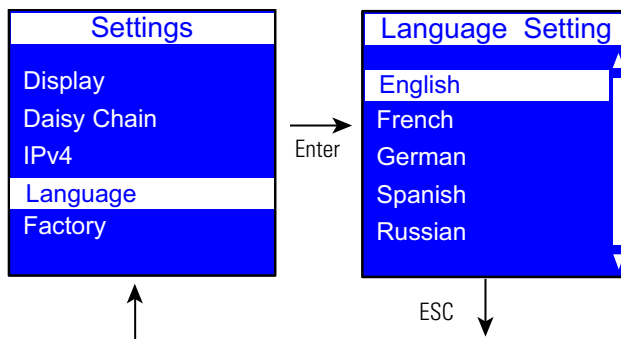 Settings
Display
Daisy Chain
IPv4
Language
Factory
Enter
Language Setting
English
French
German
Spanish
Russian
ESC